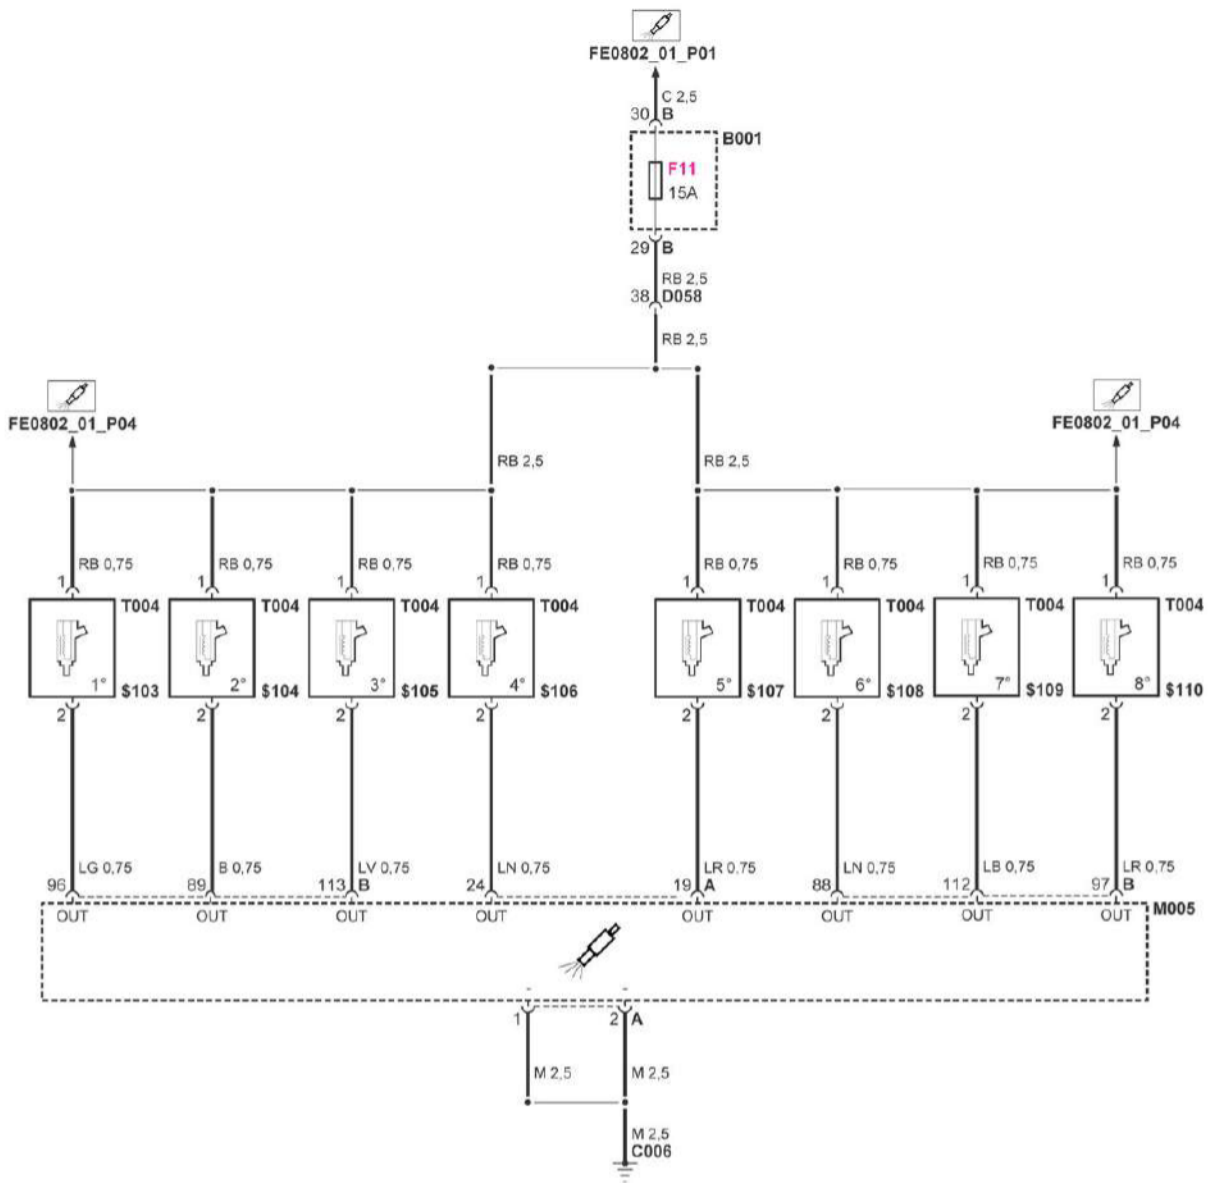 FE0802_01_P01
C 2,5
30 B
B001
F11
15A
29 B
RB 2,5
38 D058
RB 2,5
FE0802_01_P04
FE0802_01_P04
RB 2,5 RB 2,5
RB 0,75 RB 0,75 RB 0,75 RB 0,75 RB 0,75 RB 0,75 RB 0,75 RB 0,75
1 1 1 1 1 1 1 1
T004 T004 T004 T004 T004 T004 T004 T004
1° $103 2° $104 3° $105 4° $106 5° $107 6° $108 7° $109 8° $110
2 2 2 2 2 2 2 2
LG 0,75 B 0,75 LV 0,75 LN 0,75 LR 0,75 LN 0,75 LB 0,75 LR 0,75
96 89 113 B 24 19 A 88 112 97 B
OUT OUT OUT OUT OUT OUT OUT OUT M005
- -
1 2 A
M 2,5 M 2,5
M 2,5
C006